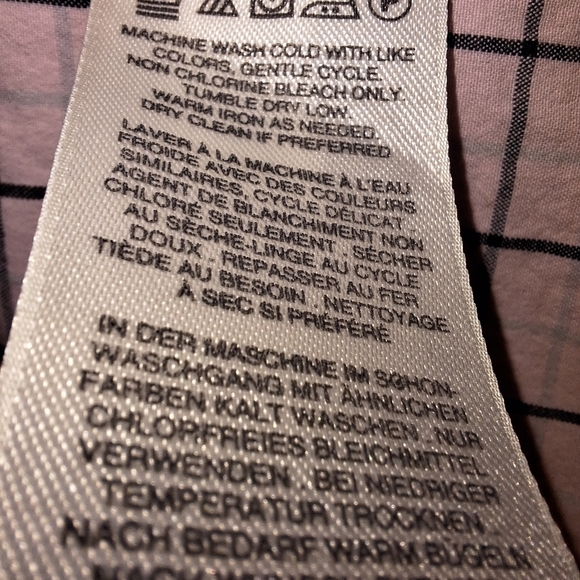 MACHINE WASH COLD WITH LIKE
COLORS, GENTLE CYCLE.
NON CHLORINE BLEACH ONLY.
TUMBLE DRY LOW.
WARM IRON AS NEEDED.
DRY CLEAN IF PREFERRED
LAVER À LA MACHINE À L'EAU
FROIDE AVEC DES COULEURS
SIMILAIRES, CYCLE DÉLICAT.
AGENT DE BLANCHIMENT NON
CHLORÉ SEULEMENT . SÉCHER
AU SÈCHE-LINGE AU CYCLE
DOUX . REPASSER AU FER
TIÈDE AU BESOIN . NETTOYAGE
À SEC SI PRÉFÉRÉ
IN DER MASCHINE IM SCHON-
WASCHGANG MIT ÄHNLICHEN
FARBEN KALT WASCHEN . NUR
CHLORFREIES BLEICHMITTEL
VERWENDEN . BEI NIEDRIGER
TEMPERATUR TROCKNEN
NACH BEDARF WARM BUGELN